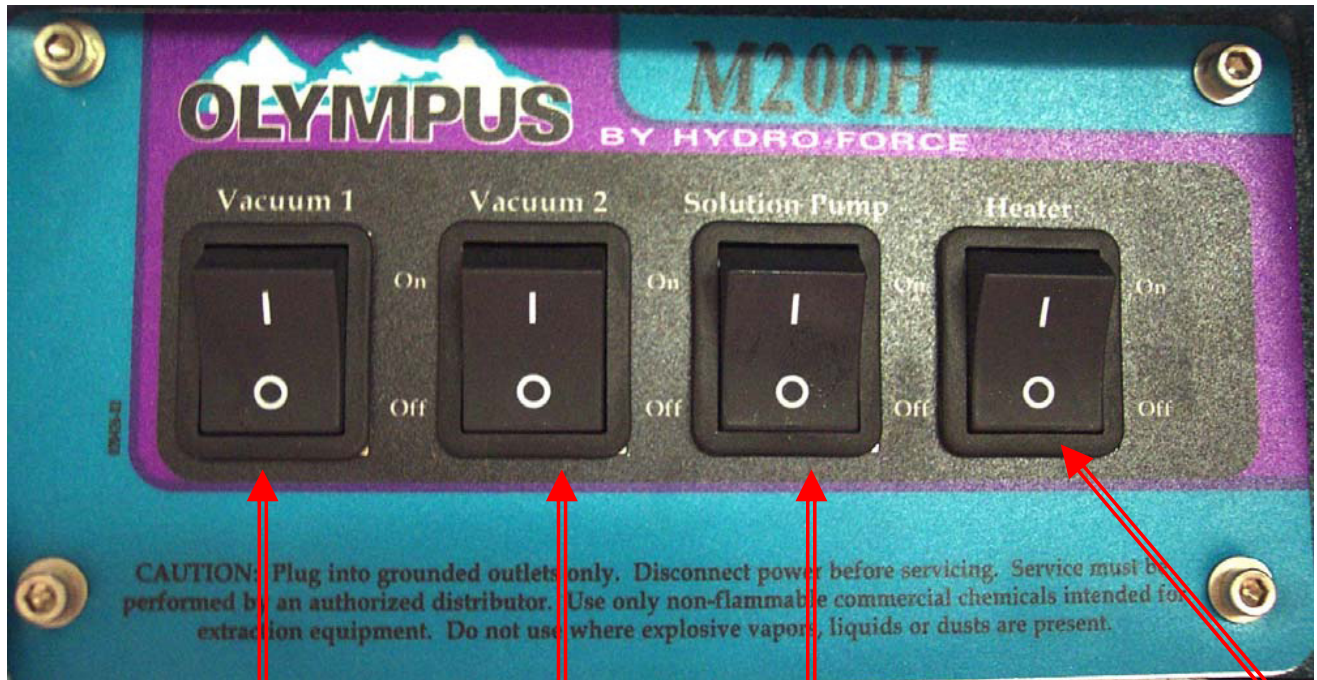 M200H
OLYMPUS
BY HYDRO-FORCE
Vacuum 1 Vacuum 2 Solution Pump Heater
On On On On
I I I I
O O O O
Off Off Off Off
CAUTION: Plug into grounded outlets only. Disconnect power before servicing. Service must be
performed by an authorized distributor. Use only non-flammable commercial chemicals intended for
extraction equipment. Do not use where explosive vapors, liquids or dusts are present.